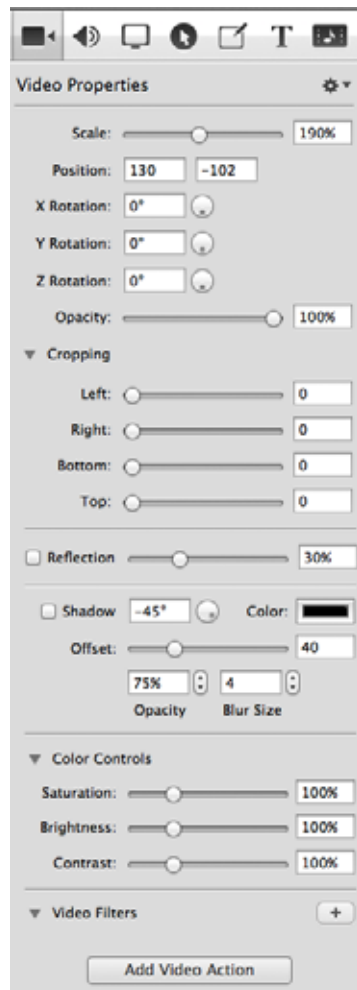 T
Video Properties
Scale: 190%
Position: 130 -102
X Rotation: 0°
Y Rotation: 0°
Z Rotation: 0°
Opacity: 100%
Cropping
Left: 0
Right: 0
Bottom: 0
Top: 0
Reflection 30%
Shadow -45° Color:
Offset: 40
75% 4
Opacity Blur Size
Color Controls
Saturation: 100%
Brightness: 100%
Contrast: 100%
Video Filters +
Add Video Action